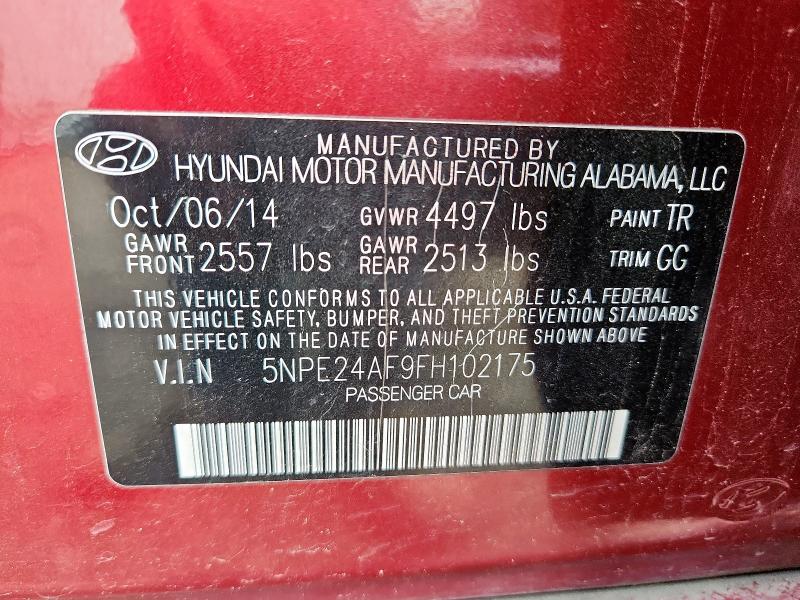 MANUFACTURED BY
HYUNDAI MOTOR MANUFACTURING ALABAMA, LLC
Oct/06/14 GVWR 4497 lbs PAINT TR
GAWR FRONT 2557 lbs GAWR REAR 2513 lbs TRIM GG
THIS VEHICLE CONFORMS TO ALL APPLICABLE U.S.A. FEDERAL
MOTOR VEHICLE SAFETY, BUMPER, AND THEFT PREVENTION STANDARDS
IN EFFECT ON THE DATE OF MANUFACTURE SHOWN ABOVE
V.I.N 5NPE24AF9FH102175
PASSENGER CAR